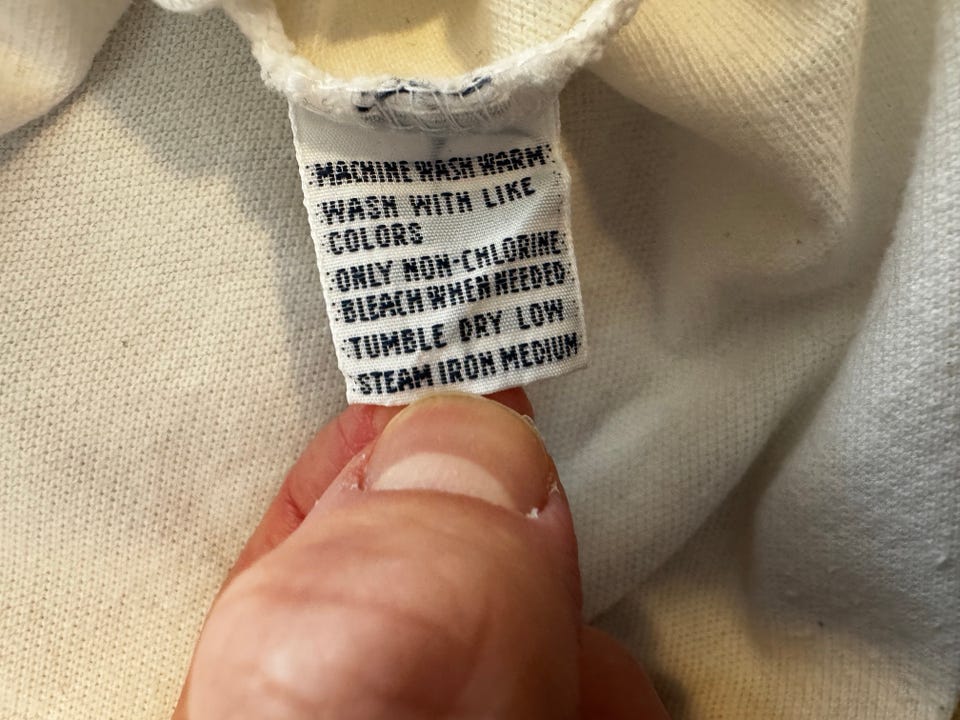 MACHINE WASH WARM
WASH WITH LIKE
COLORS
ONLY NON-CHLORINE
BLEACH WHEN NEEDED
TUMBLE DRY LOW
STEAM IRON MEDIUM